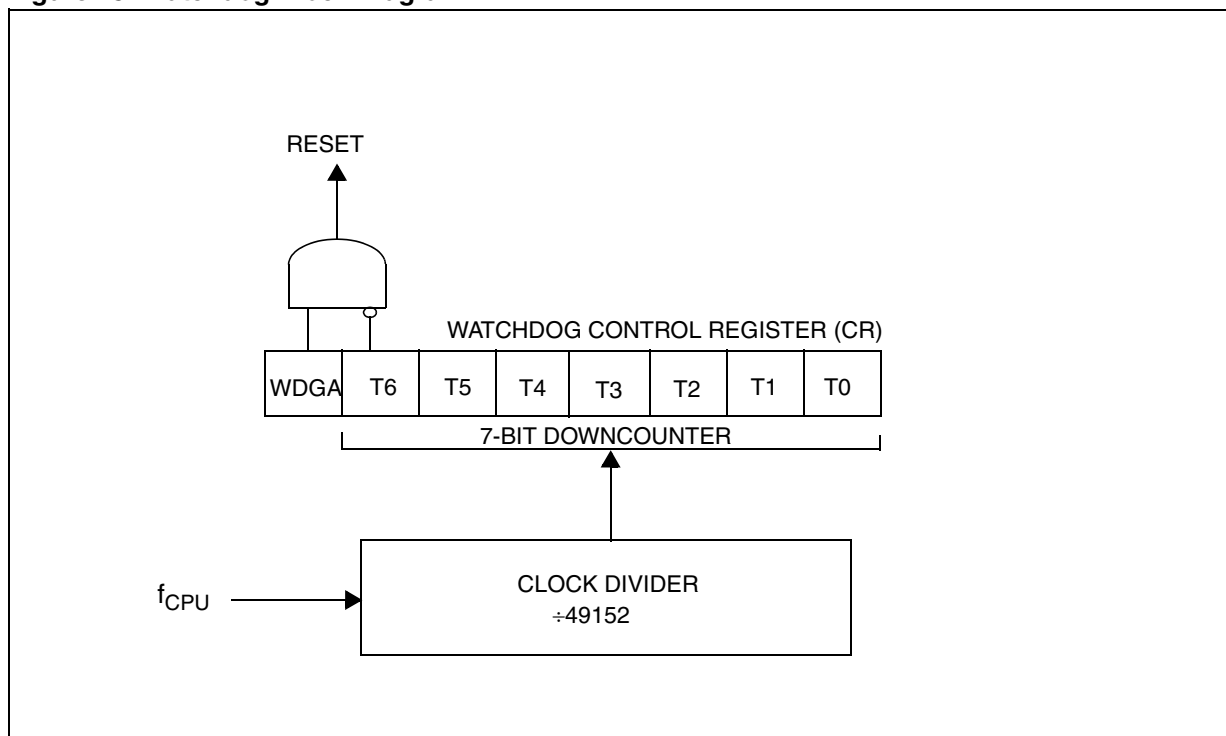 RESET
WATCHDOG CONTROL REGISTER (CR)
WDGA T6 T5 T4 T3 T2 T1 T0
7-BIT DOWNCOUNTER
fCPU
CLOCK DIVIDER
÷49152